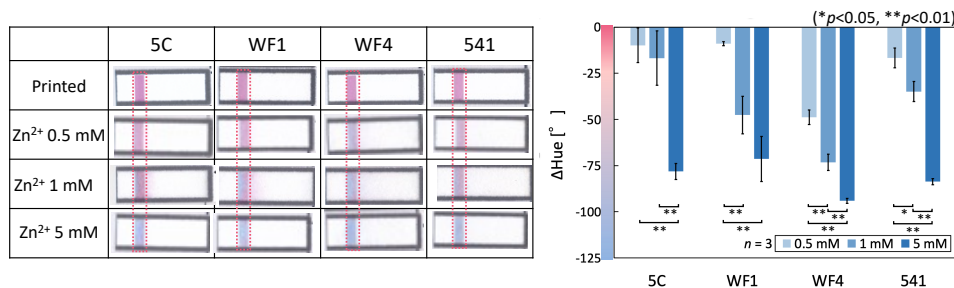 5C WF1 WF4 541
Printed
Zn²⁺ 0.5 mM
Zn²⁺ 1 mM
Zn²⁺ 5 mM
(*p<0.05, **p<0.01)
ΔHue [°]
0
-25
-50
-75
-100
-125
** ** ** ** * **
** ** ** **
n = 3 0.5 mM 1 mM 5 mM
5C WF1 WF4 541